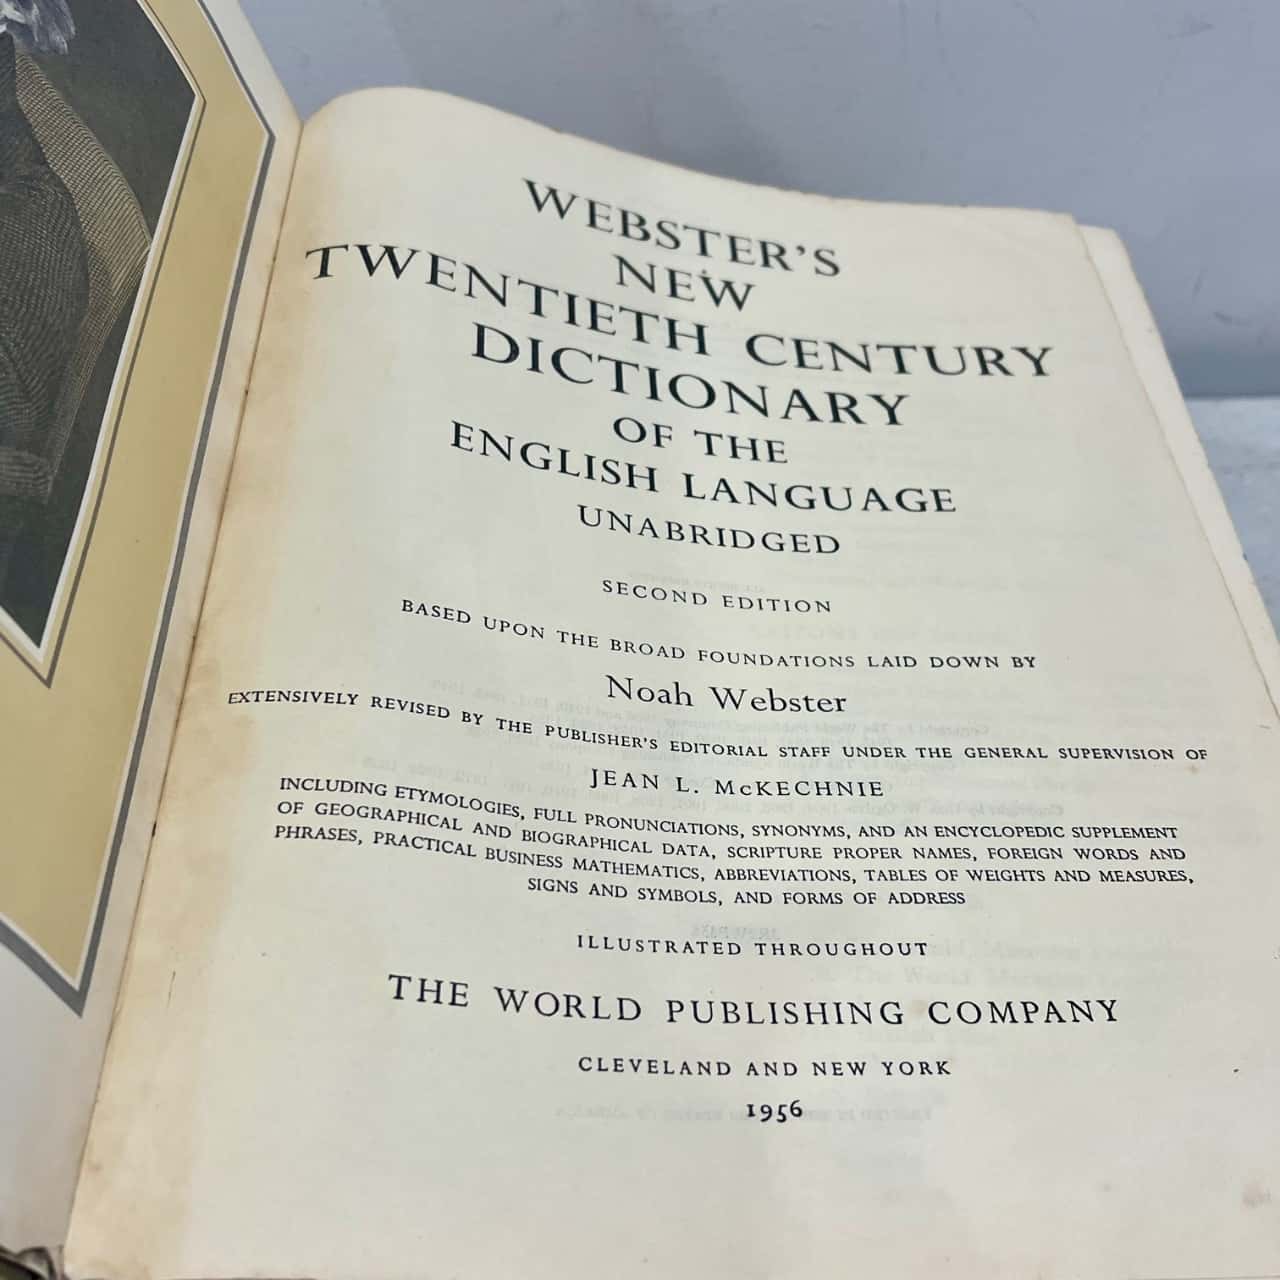 WEBSTER'S
NEW
TWENTIETH CENTURY
DICTIONARY
OF THE
ENGLISH LANGUAGE
UNABRIDGED
SECOND EDITION
BASED UPON THE BROAD FOUNDATIONS LAID DOWN BY
Noah Webster
EXTENSIVELY REVISED BY THE PUBLISHER'S EDITORIAL STAFF UNDER THE GENERAL SUPERVISION OF
JEAN L. McKECHNIE
INCLUDING ETYMOLOGIES, FULL PRONUNCIATIONS, SYNONYMS, AND AN ENCYCLOPEDIC SUPPLEMENT
OF GEOGRAPHICAL AND BIOGRAPHICAL DATA, SCRIPTURE PROPER NAMES, FOREIGN WORDS AND
PHRASES, PRACTICAL BUSINESS MATHEMATICS, ABBREVIATIONS, TABLES OF WEIGHTS AND MEASURES,
SIGNS AND SYMBOLS, AND FORMS OF ADDRESS
ILLUSTRATED THROUGHOUT
THE WORLD PUBLISHING COMPANY
CLEVELAND AND NEW YORK
1956